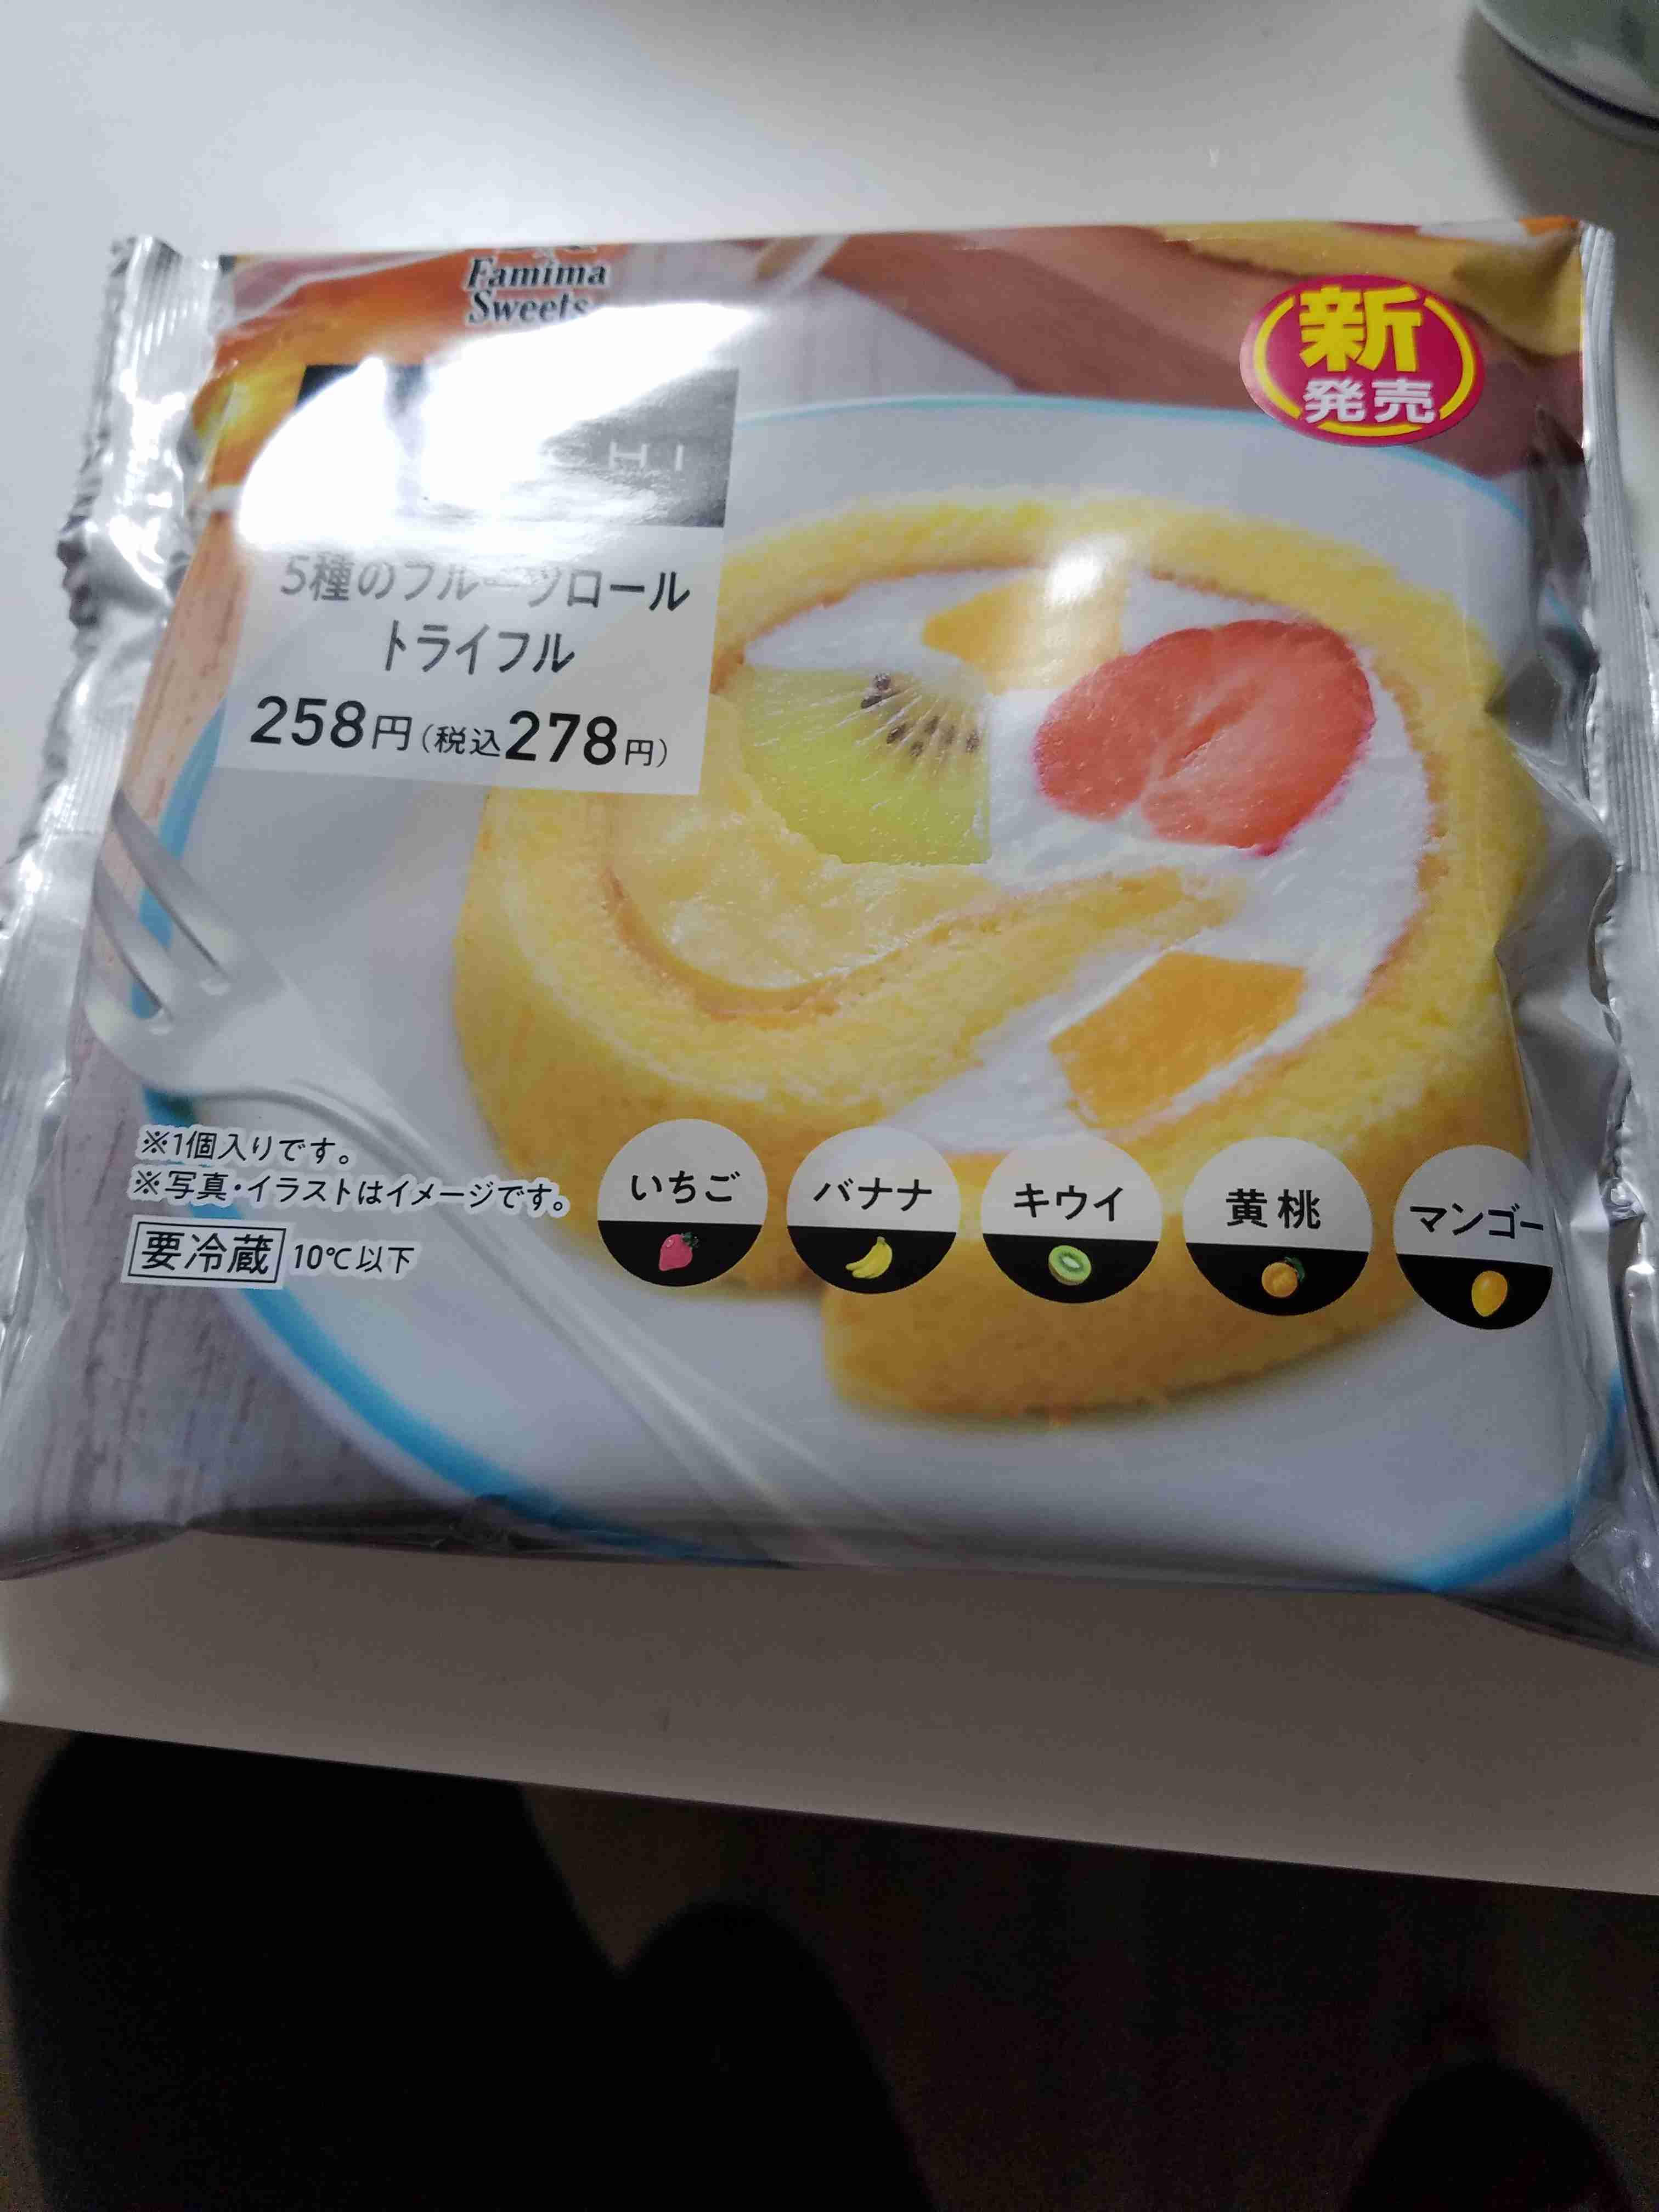 Famima
Sweets
新
発売
CHI
5種のフルーツロール
トライフル
258円(税込278円)
※1個入りです。
※写真・イラストはイメージです。
要冷蔵 10℃以下
いちご
バナナ
キウイ
黄桃
マンゴー